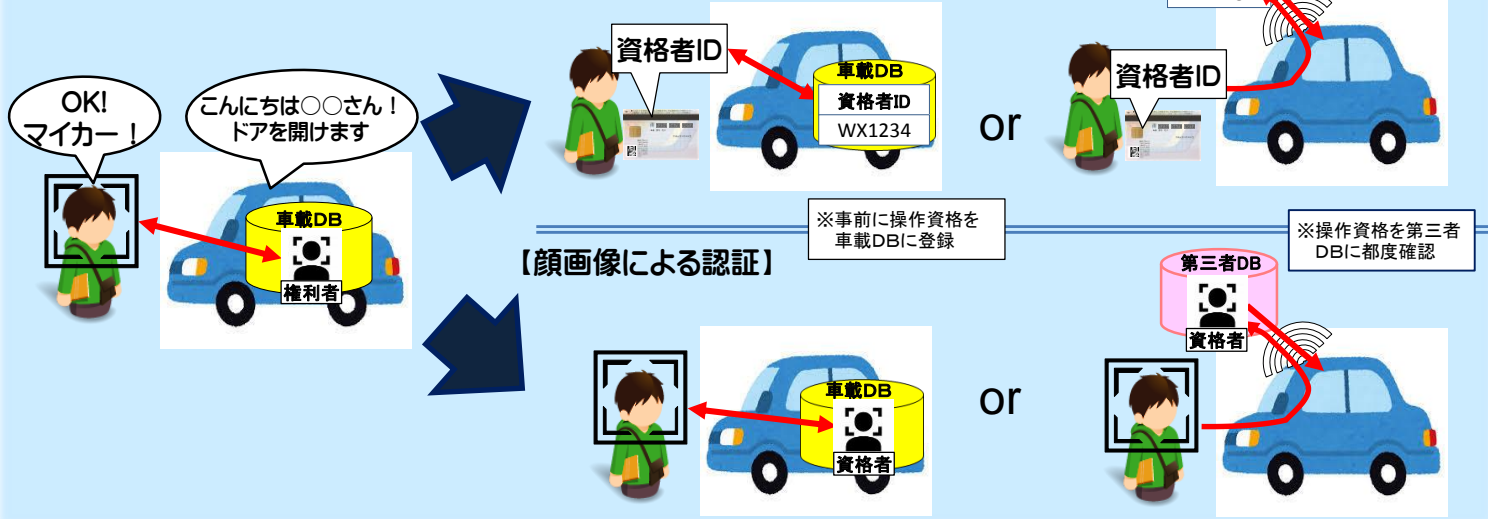 OK!
マイカー！
こんにちは○○さん！
ドアを開けます
車載DB
権利者
資格者ID
車載DB
資格者ID
WX1234
or
資格者ID
※事前に操作資格を
車載DBに登録
※操作資格を第三者
DBに都度確認
【顔画像による認証】
車載DB
資格者
or
第三者DB
資格者